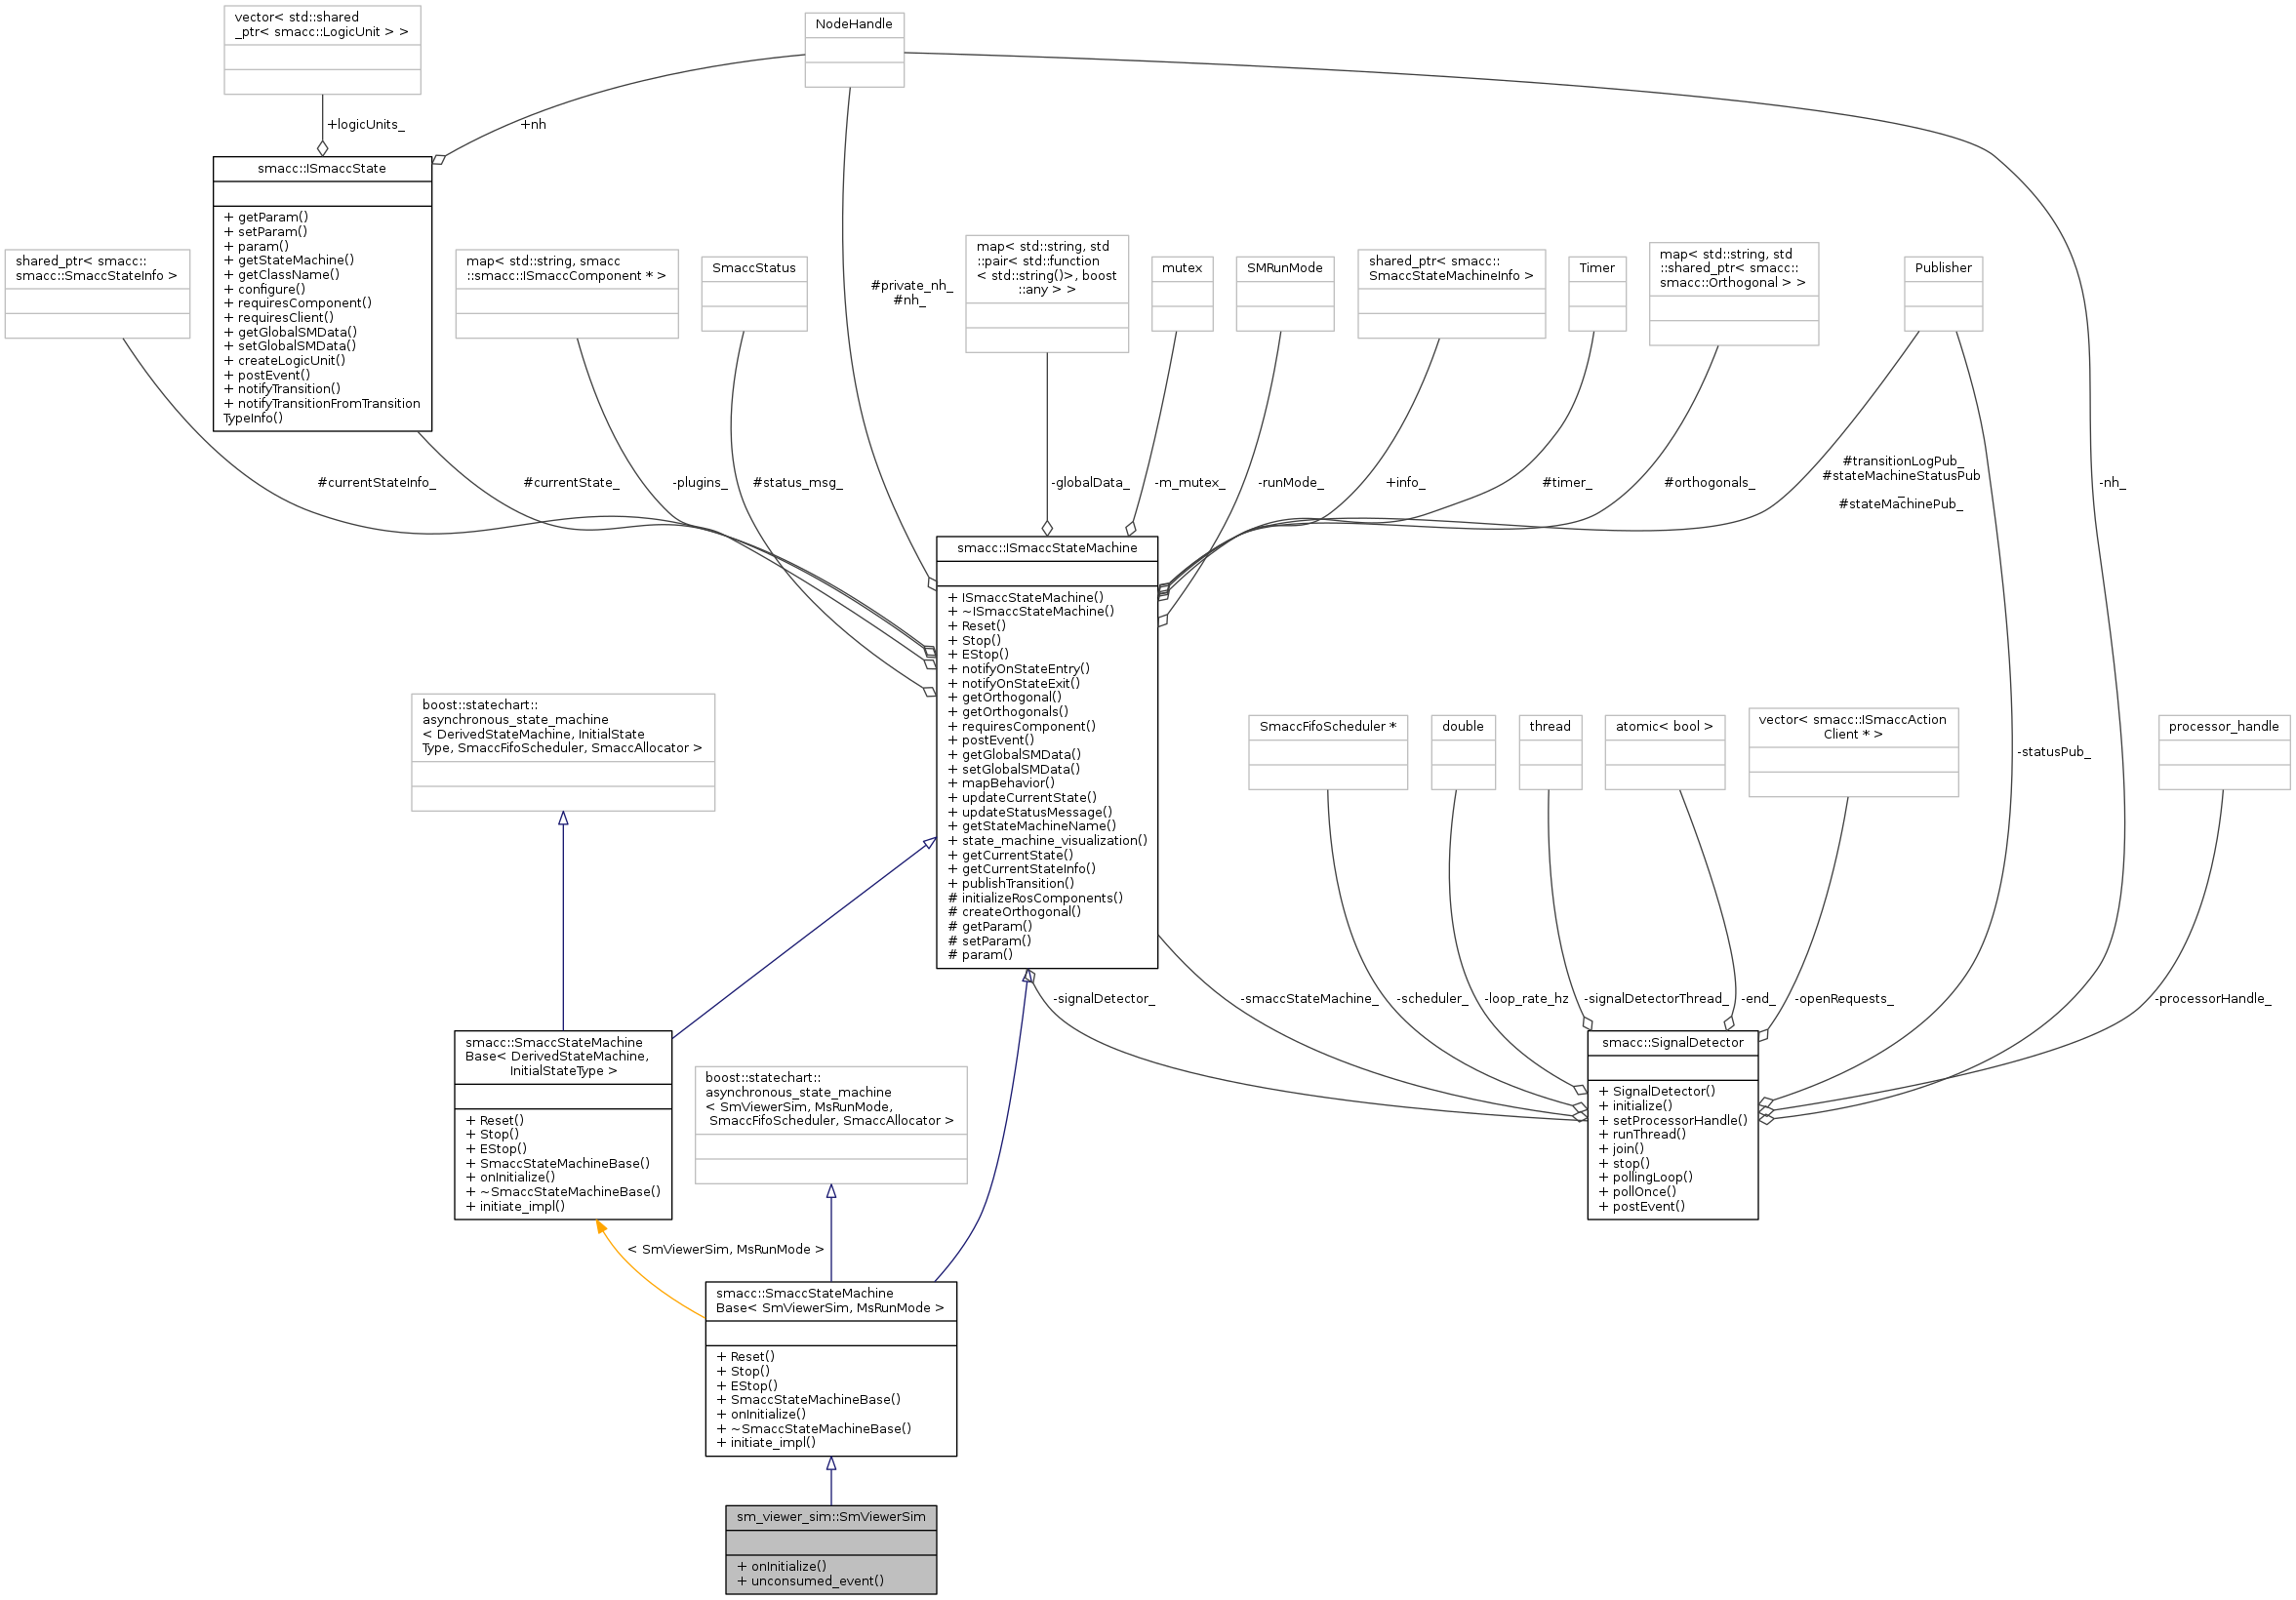 vector< std::shared
_ptr< smacc::LogicUnit > >
NodeHandle
+logicUnits_
+nh
smacc::ISmaccState
+ getParam()
+ setParam()
+ param()
+ getStateMachine()
+ getClassName()
+ configure()
+ requiresComponent()
+ requiresClient()
+ getGlobalSMData()
+ setGlobalSMData()
+ createLogicUnit()
+ postEvent()
+ notifyTransition()
+ notifyTransitionFromTransition
TypeInfo()
shared_ptr< smacc::
smacc::SmaccStateInfo >
map< std::string, smacc
::smacc::ISmaccComponent * >
SmaccStatus
#private_nh_
#nh_
map< std::string, std
::pair< std::function
< std::string()>, boost
::any > >
mutex
SMRunMode
shared_ptr< smacc::
SmaccStateMachineInfo >
Timer
map< std::string, std
::shared_ptr< smacc::
smacc::Orthogonal > >
Publisher
#currentStateInfo_
#currentState_
-plugins_
#status_msg_
-globalData_
-m_mutex_
-runMode_
+info_
#timer_
#orthogonals_
#transitionLogPub_
#stateMachineStatusPub
_
#stateMachinePub_
-nh_
smacc::ISmaccStateMachine
+ ISmaccStateMachine()
+ ~ISmaccStateMachine()
+ Reset()
+ Stop()
+ EStop()
+ notifyOnStateEntry()
+ notifyOnStateExit()
+ getOrthogonal()
+ getOrthogonals()
+ requiresComponent()
+ postEvent()
+ getGlobalSMData()
+ setGlobalSMData()
+ mapBehavior()
+ updateCurrentState()
+ updateStatusMessage()
+ getStateMachineName()
+ state_machine_visualization()
+ getCurrentState()
+ getCurrentStateInfo()
+ publishTransition()
# initializeRosComponents()
# createOrthogonal()
# getParam()
# setParam()
# param()
boost::statechart::
asynchronous_state_machine
< DerivedStateMachine, InitialState
Type, SmaccFifoScheduler, SmaccAllocator >
SmaccFifoScheduler *
double
thread
atomic< bool >
vector< smacc::ISmaccAction
Client * >
-statusPub_
processor_handle
-signalDetector_
-smaccStateMachine_
-scheduler_
-loop_rate_hz
-signalDetectorThread_
-end_
-openRequests_
-processorHandle_
smacc::SmaccStateMachine
Base< DerivedStateMachine,
InitialStateType >
+ Reset()
+ Stop()
+ EStop()
+ SmaccStateMachineBase()
+ onInitialize()
+ ~SmaccStateMachineBase()
+ initiate_impl()
boost::statechart::
asynchronous_state_machine
< SmViewerSim, MsRunMode,
SmaccFifoScheduler, SmaccAllocator >
smacc::SignalDetector
+ SignalDetector()
+ initialize()
+ setProcessorHandle()
+ runThread()
+ join()
+ stop()
+ pollingLoop()
+ pollOnce()
+ postEvent()
< SmViewerSim, MsRunMode >
smacc::SmaccStateMachine
Base< SmViewerSim, MsRunMode >
+ Reset()
+ Stop()
+ EStop()
+ SmaccStateMachineBase()
+ onInitialize()
+ ~SmaccStateMachineBase()
+ initiate_impl()
sm_viewer_sim::SmViewerSim
+ onInitialize()
+ unconsumed_event()